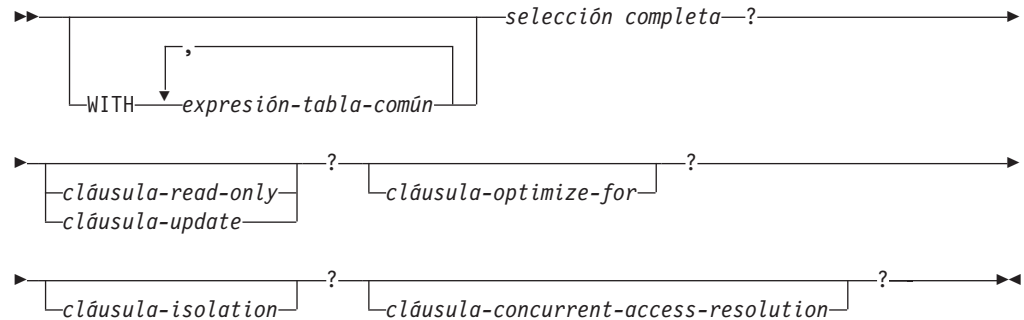 selección completa ?
,
WITH expresión-tabla-común
? ?
cláusula-read-only cláusula-optimize-for
cláusula-update
? ?
cláusula-isolation cláusula-concurrent-access-resolution